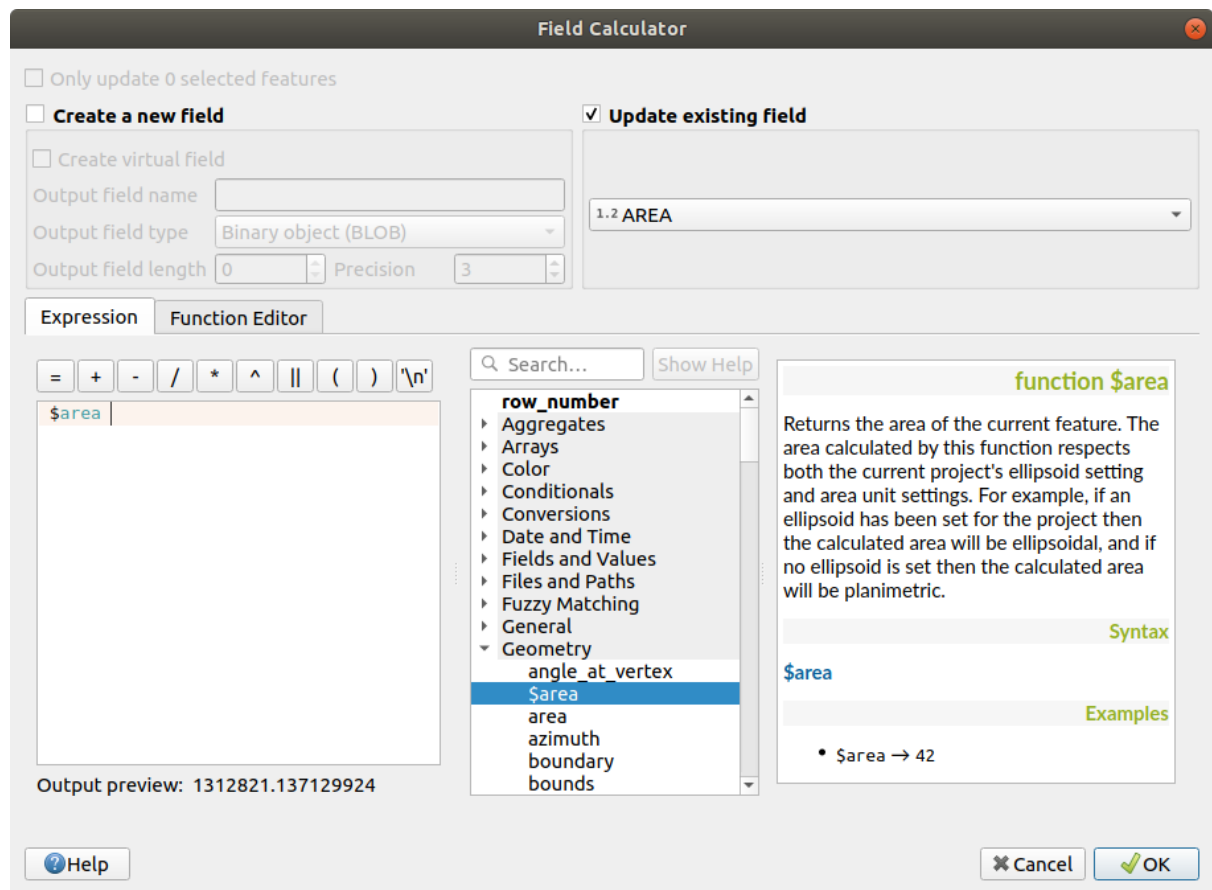 Field Calculator
Only update 0 selected features
Create a new field
Update existing field
Create virtual field
Output field name
Output field type Binary object (BLOB)
Output field length 0 Precision 3
1.2 AREA
Expression Function Editor
= + - / * ^ || ( ) '\n'
$area
Output preview: 1312821.137129924
Search... Show Help
row_number
Aggregates
Arrays
Color
Conditionals
Conversions
Date and Time
Fields and Values
Files and Paths
Fuzzy Matching
General
Geometry
angle_at_vertex
$area
area
azimuth
boundary
bounds
function $area
Returns the area of the current feature. The
area calculated by this function respects
both the current project's ellipsoid setting
and area unit settings. For example, if an
ellipsoid has been set for the project then
the calculated area will be ellipsoidal, and if
no ellipsoid is set then the calculated area
will be planimetric.
Syntax
$area
Examples
• $area → 42
Help
Cancel
OK